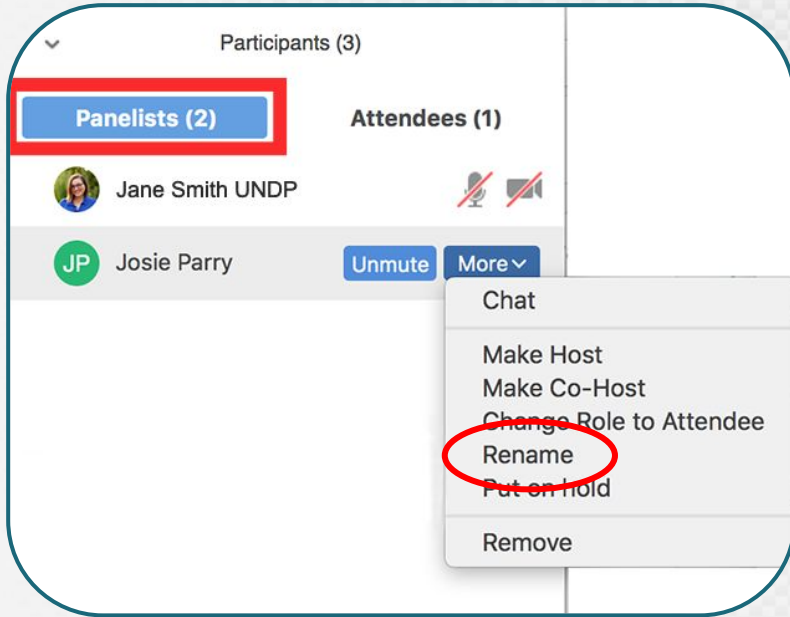 Participants (3)
Panelists (2) Attendees (1)
Jane Smith UNDP
JP Josie Parry Unmute More
Chat
Make Host
Make Co-Host
Change Role to Attendee
Rename
Put on hold
Remove